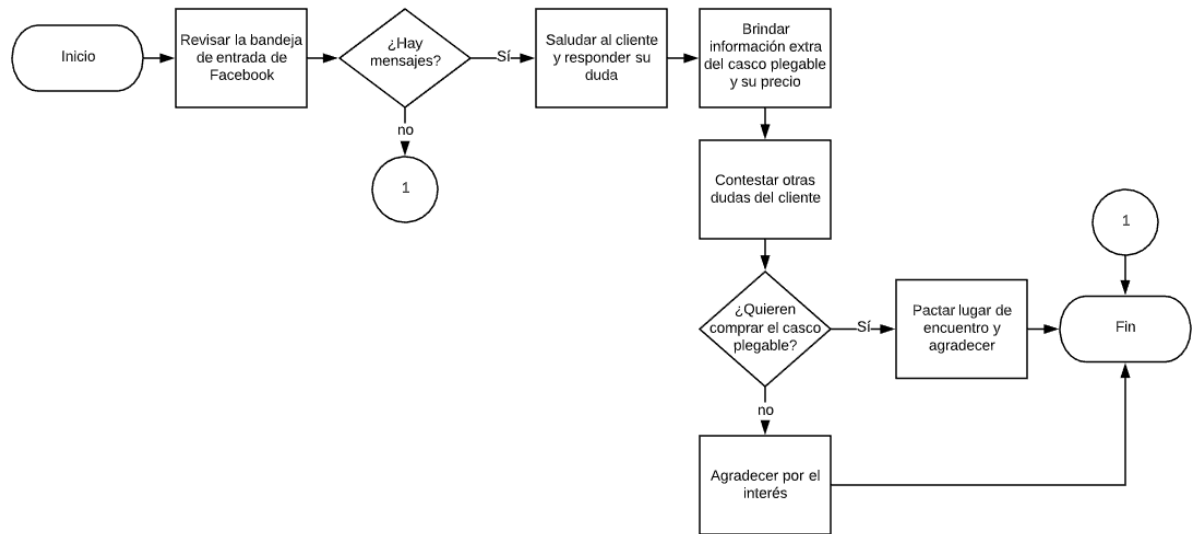 Inicio
Revisar la bandeja
de entrada de
Facebook
¿Hay
mensajes?
Sí
Saludar al cliente
y responder su
duda
Brindar
información extra
del casco plegable
y su precio
no
1
Contestar otras
dudas del cliente
¿Quieren
comprar el casco
plegable?
Sí
Pactar lugar de
encuentro y
agradecer
1
Fin
no
Agradecer por el
interés